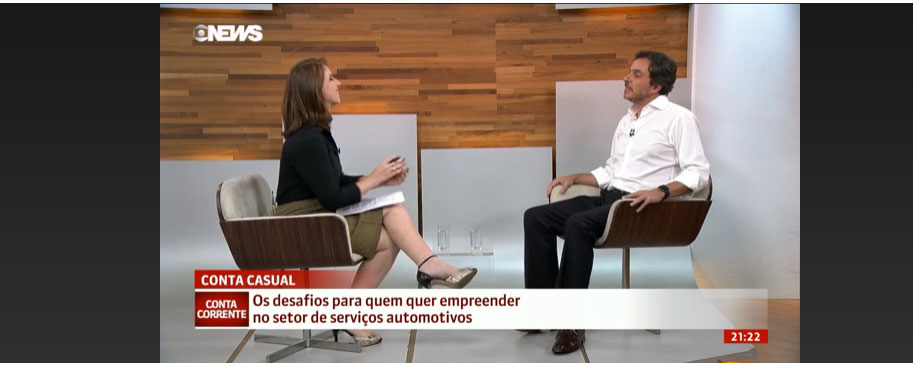 GNEWS
CONTA CASUAL
CONTA
CORRENTE
Os desafios para quem quer empreender
no setor de serviços automotivos
21:22